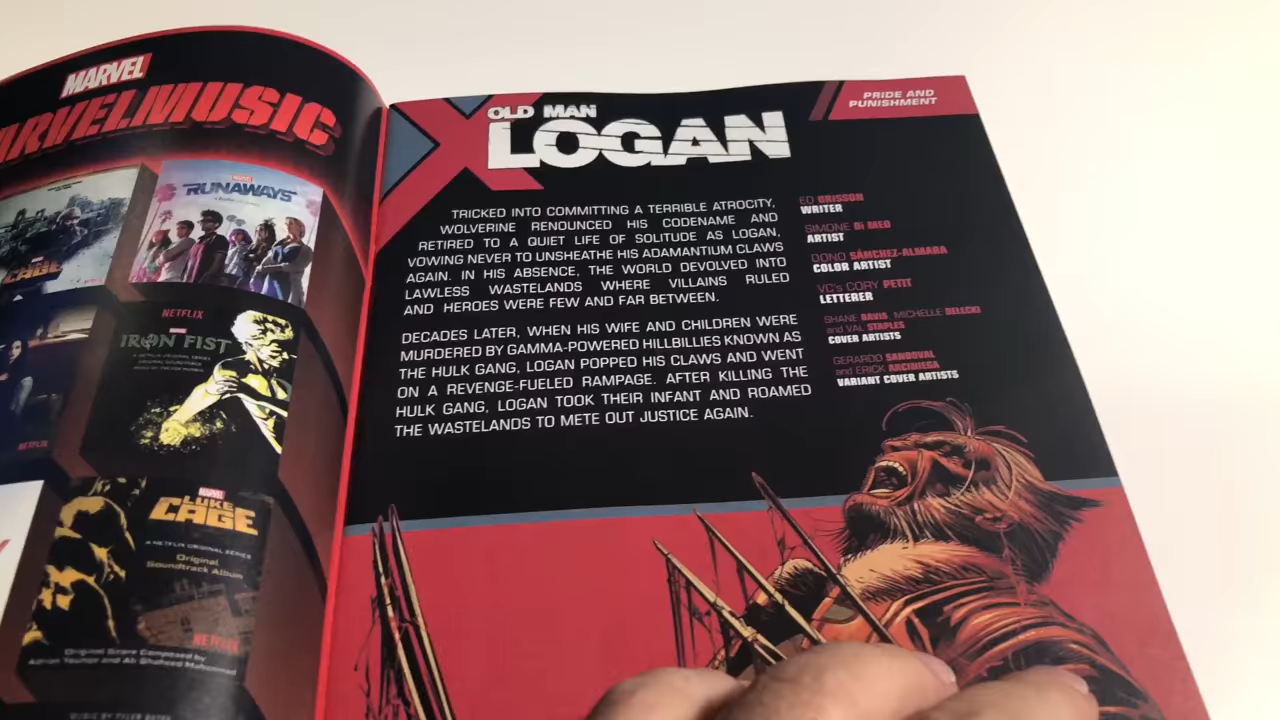 MARVEL
ARVEL MUSIC
CAGE
MARVEL
RUNAWAYS
NETFLIX
NETFLIX
MARVEL
IRON FIST
A NETFLIX ORIGINAL SERIES
ORIGINAL SOUNDTRACK
MARVEL
LUKE
CAGE
A NETFLIX ORIGINAL SERIES
Original
Soundtrack Album
NETFLIX
Original Score Composed by
Adrian Younge and Ali Shaheed Muhammad
OLD MAN
LOGAN
PRIDE AND
PUNISHMENT
TRICKED INTO COMMITTING A TERRIBLE ATROCITY,
WOLVERINE RENOUNCED HIS CODENAME AND
RETIRED TO A QUIET LIFE OF SOLITUDE AS LOGAN,
VOWING NEVER TO UNSHEATHE HIS ADAMANTIUM CLAWS
AGAIN. IN HIS ABSENCE, THE WORLD DEVOLVED INTO
LAWLESS WASTELANDS WHERE VILLAINS RULED
AND HEROES WERE FEW AND FAR BETWEEN.
DECADES LATER, WHEN HIS WIFE AND CHILDREN WERE
MURDERED BY GAMMA-POWERED HILLBILLIES KNOWN AS
THE HULK GANG, LOGAN POPPED HIS CLAWS AND WENT
ON A REVENGE-FUELED RAMPAGE. AFTER KILLING THE
HULK GANG, LOGAN TOOK THEIR INFANT AND ROAMED
THE WASTELANDS TO METE OUT JUSTICE AGAIN.
ED BRISSON
WRITER
SIMONE Di MEO
ARTIST
DONO SÁNCHEZ-ALMARA
COLOR ARTIST
VC's CORY PETIT
LETTERER
SHANE DAVIS, MICHELLE DELECKI
and VAL STAPLES
COVER ARTISTS
GERARDO SANDOVAL
and ERICK ARCINIEGA
VARIANT COVER ARTISTS